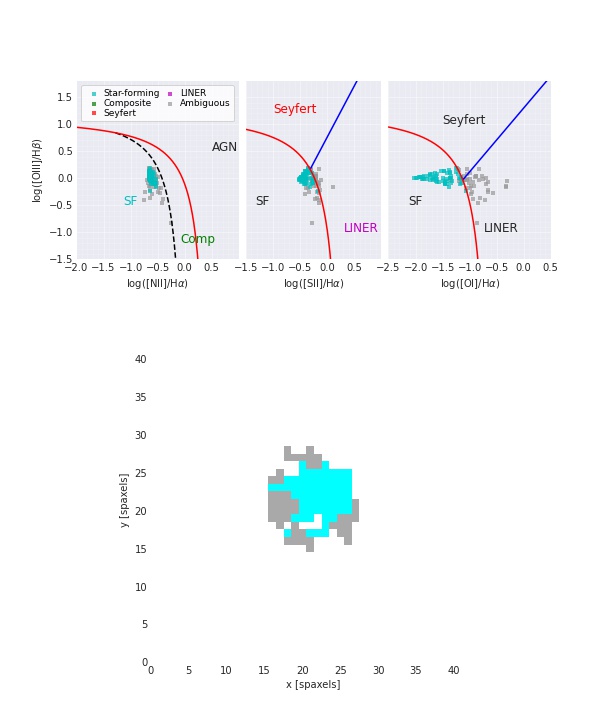 Star-forming LINER
Composite Ambiguous
Seyfert
AGN
SF
Comp
Seyfert
SF
LINER
Seyfert
SF
LINER
1.5
1.0
0.5
0.0
−0.5
−1.0
−1.5
log([OIII]/Hβ)
−2.0 −1.5 −1.0 −0.5 0.0 0.5
−1.5 −1.0 −0.5 0.0 0.5
−2.5 −2.0 −1.5 −1.0 −0.5 0.0 0.5
log([NII]/Hα) log([SII]/Hα) log([OI]/Hα)
40
35
30
25
20
15
10
5
0
y [spaxels]
0 5 10 15 20 25 30 35 40
x [spaxels]